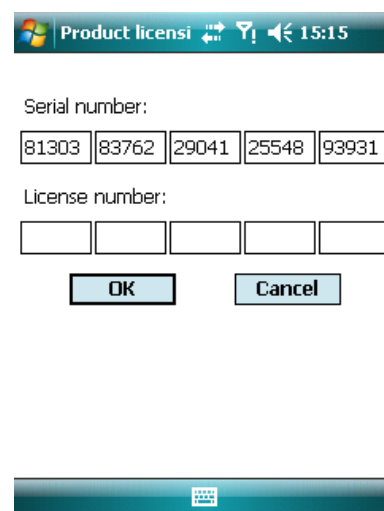 Product licensi 15:15
Serial number:
81303 83762 29041 25548 93931
License number:
OK Cancel